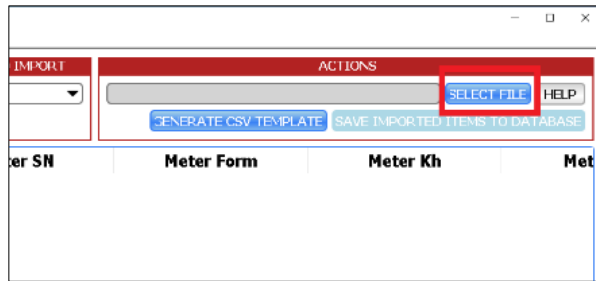 IMPORT
ACTIONS
SELECT FILE HELP
GENERATE CSV TEMPLATE SAVE IMPORTED ITEMS TO DATABASE
ter SN Meter Form Meter Kh Met